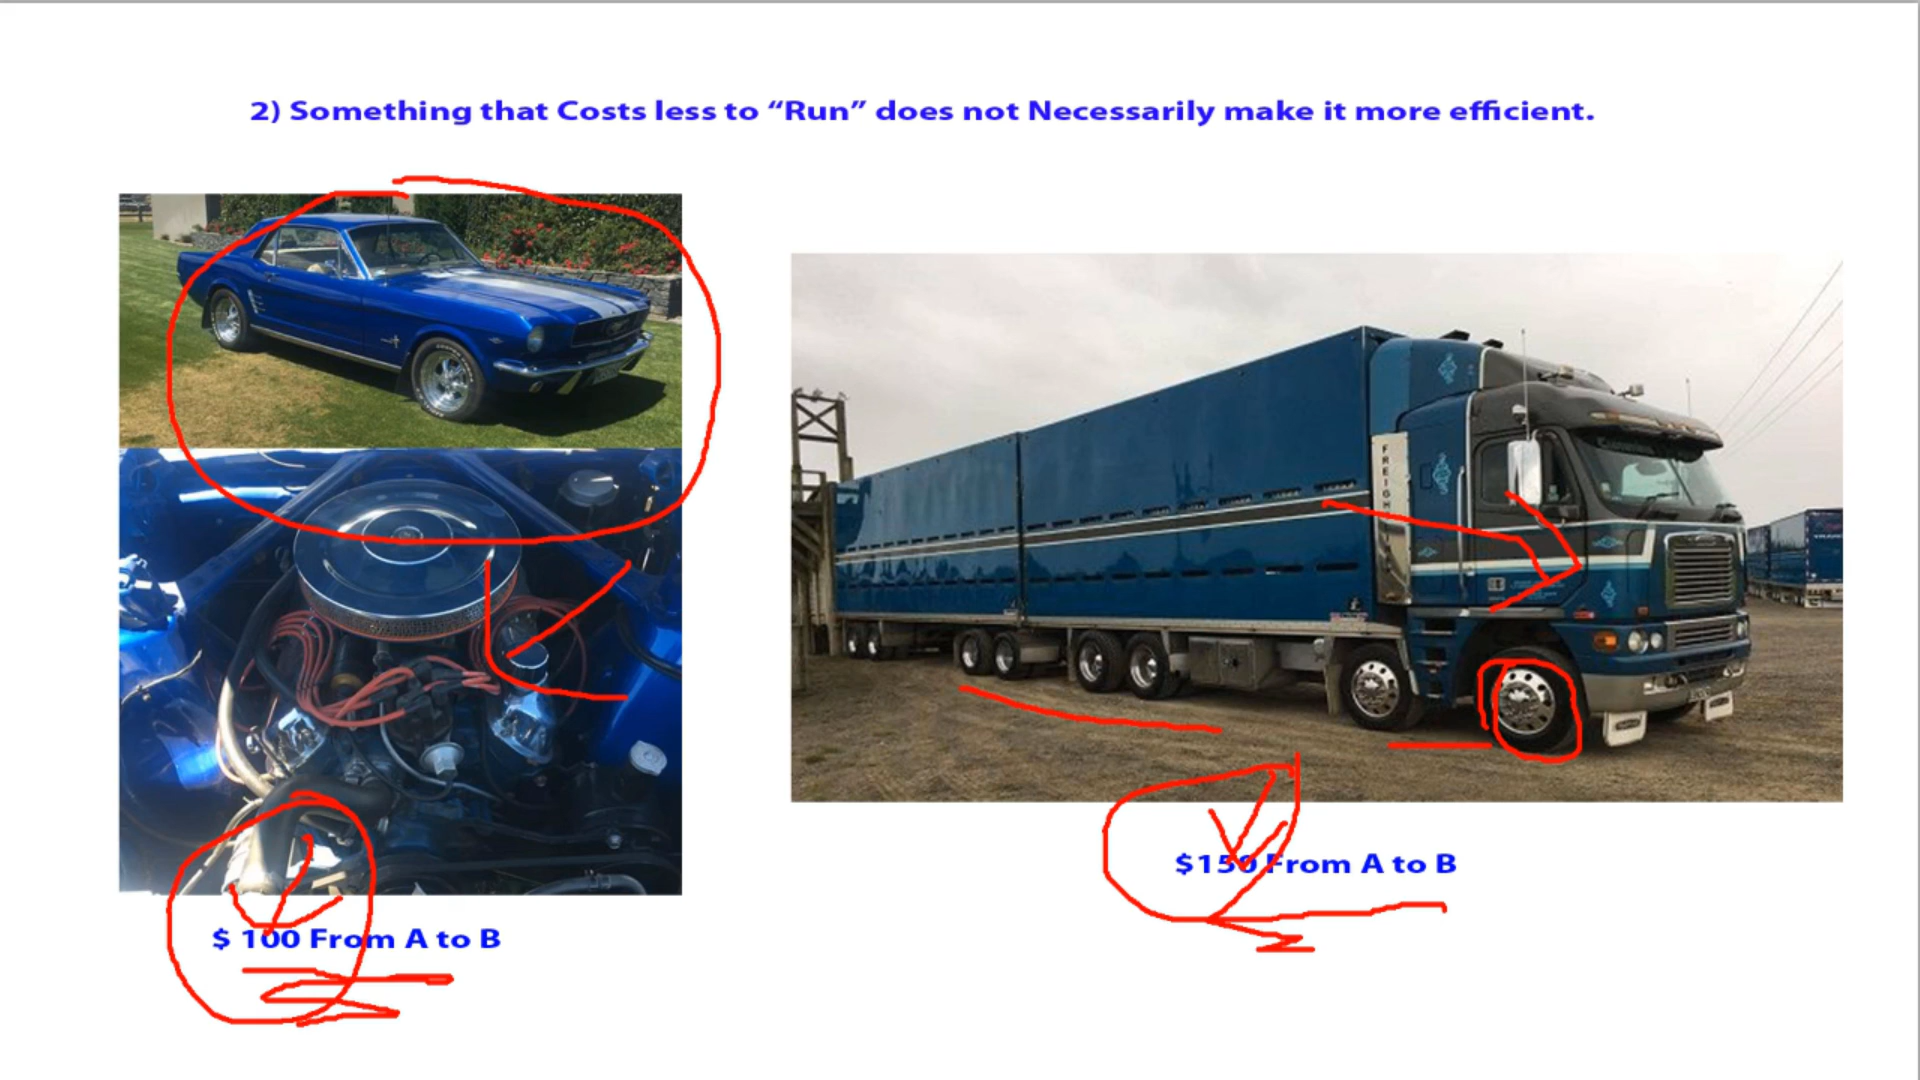 2) Something that Costs less to “Run” does not Necessarily make it more efficient.
FREIGH
$150 From A to B
$ 100 From A to B